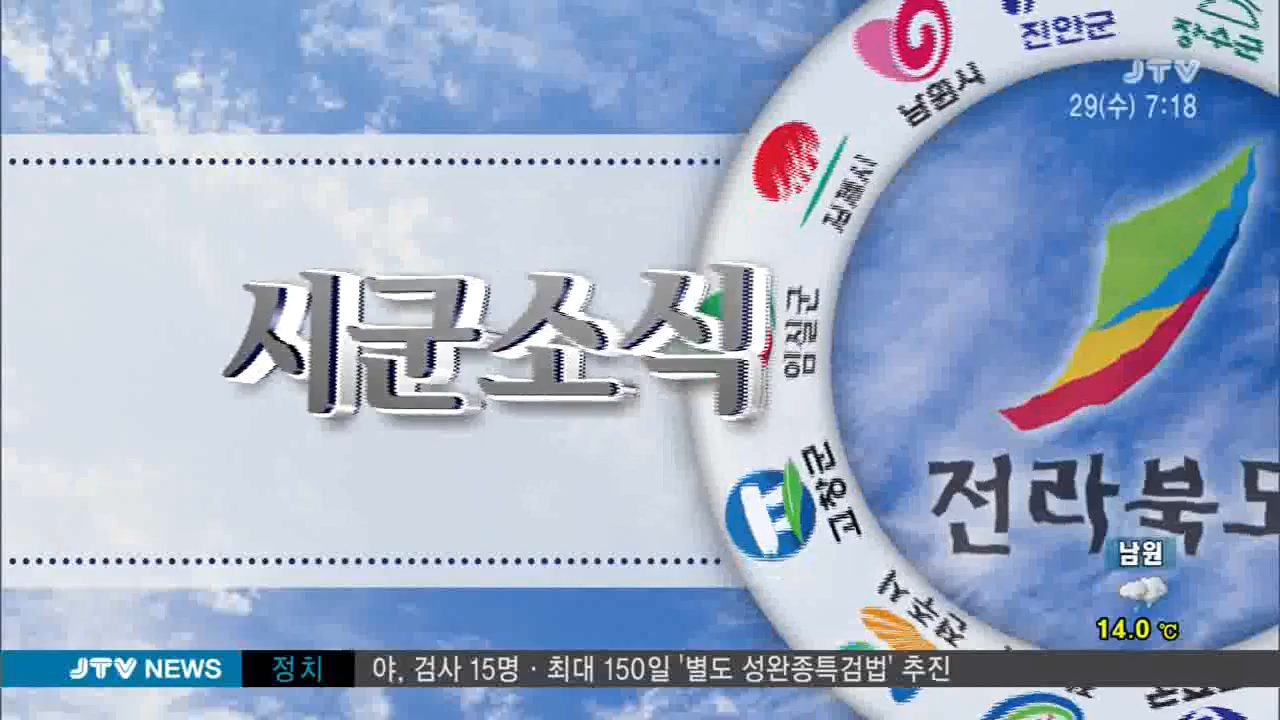 진안군
JTV
29(수) 7:18
남원시
김제시
시군소식
임실군
고창군
전라북도
전주시
남원
14.0 ℃
JTV NEWS 정치 야, 검사 15명 · 최대 150일 '별도 성완종특검법' 추진